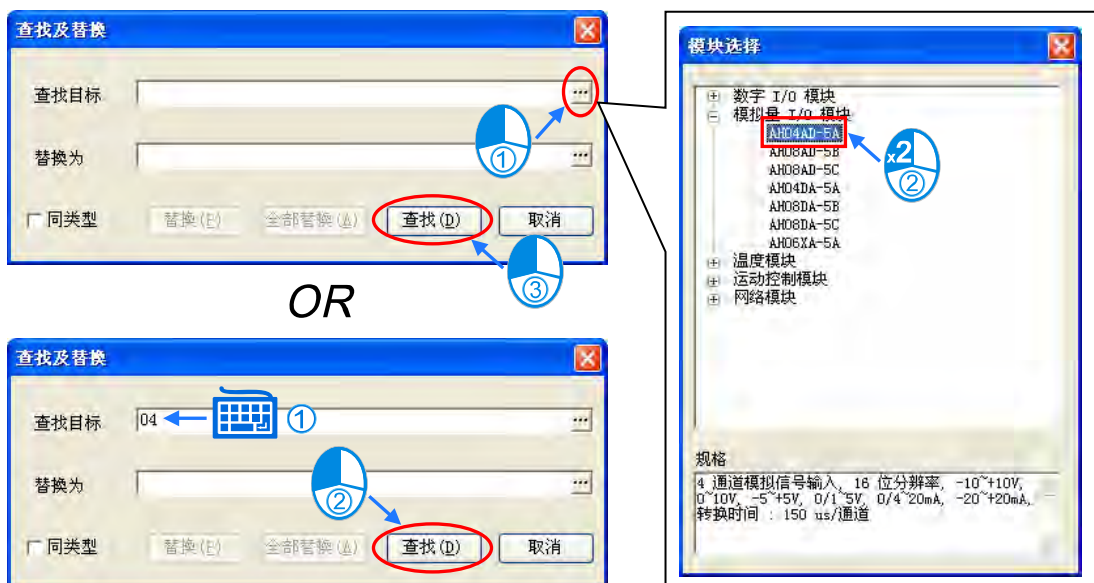 查找及替换
查找目标
...
①
替换为
...
同类型
替换(P)
全部替换(A)
查找(D)
取消
③
OR
查找及替换
查找目标
04
①
...
替换为
...
②
同类型
替换(P)
全部替换(A)
查找(D)
取消
模块选择
数字 I/O 模块
模拟量 I/O 模块
AH04AD-5A
x2
②
AH08AD-5B
AH08AD-5C
AH04DA-5A
AH08DA-5B
AH08DA-5C
AH06XA-5A
温度模块
运动控制模块
网络模块
规格
4 通道模拟信号输入, 16 位分辨率, -10~+10V,
0~10V, -5~+5V, 0/1~5V, 0/4~20mA, -20~+20mA,
转换时间 : 150 us/通道